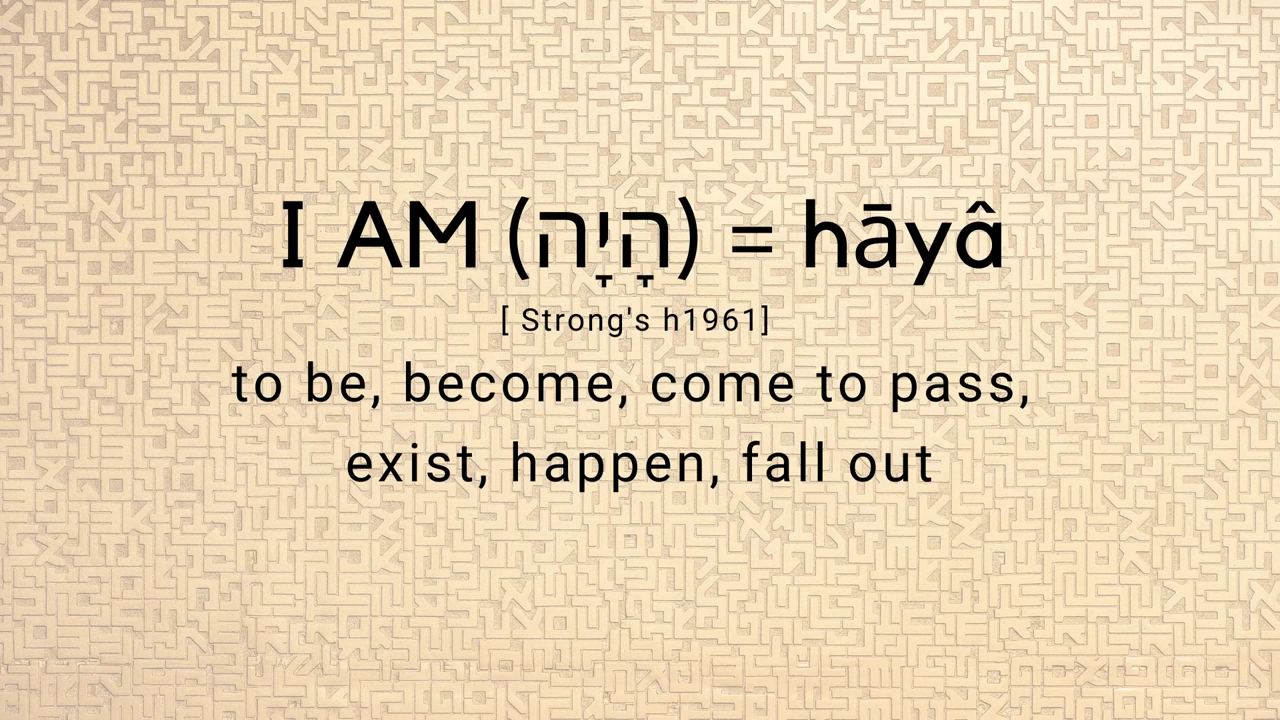 I AM (הָיָה) = hāyâ
[ Strong's h1961]
to be, become, come to pass,
exist, happen, fall out